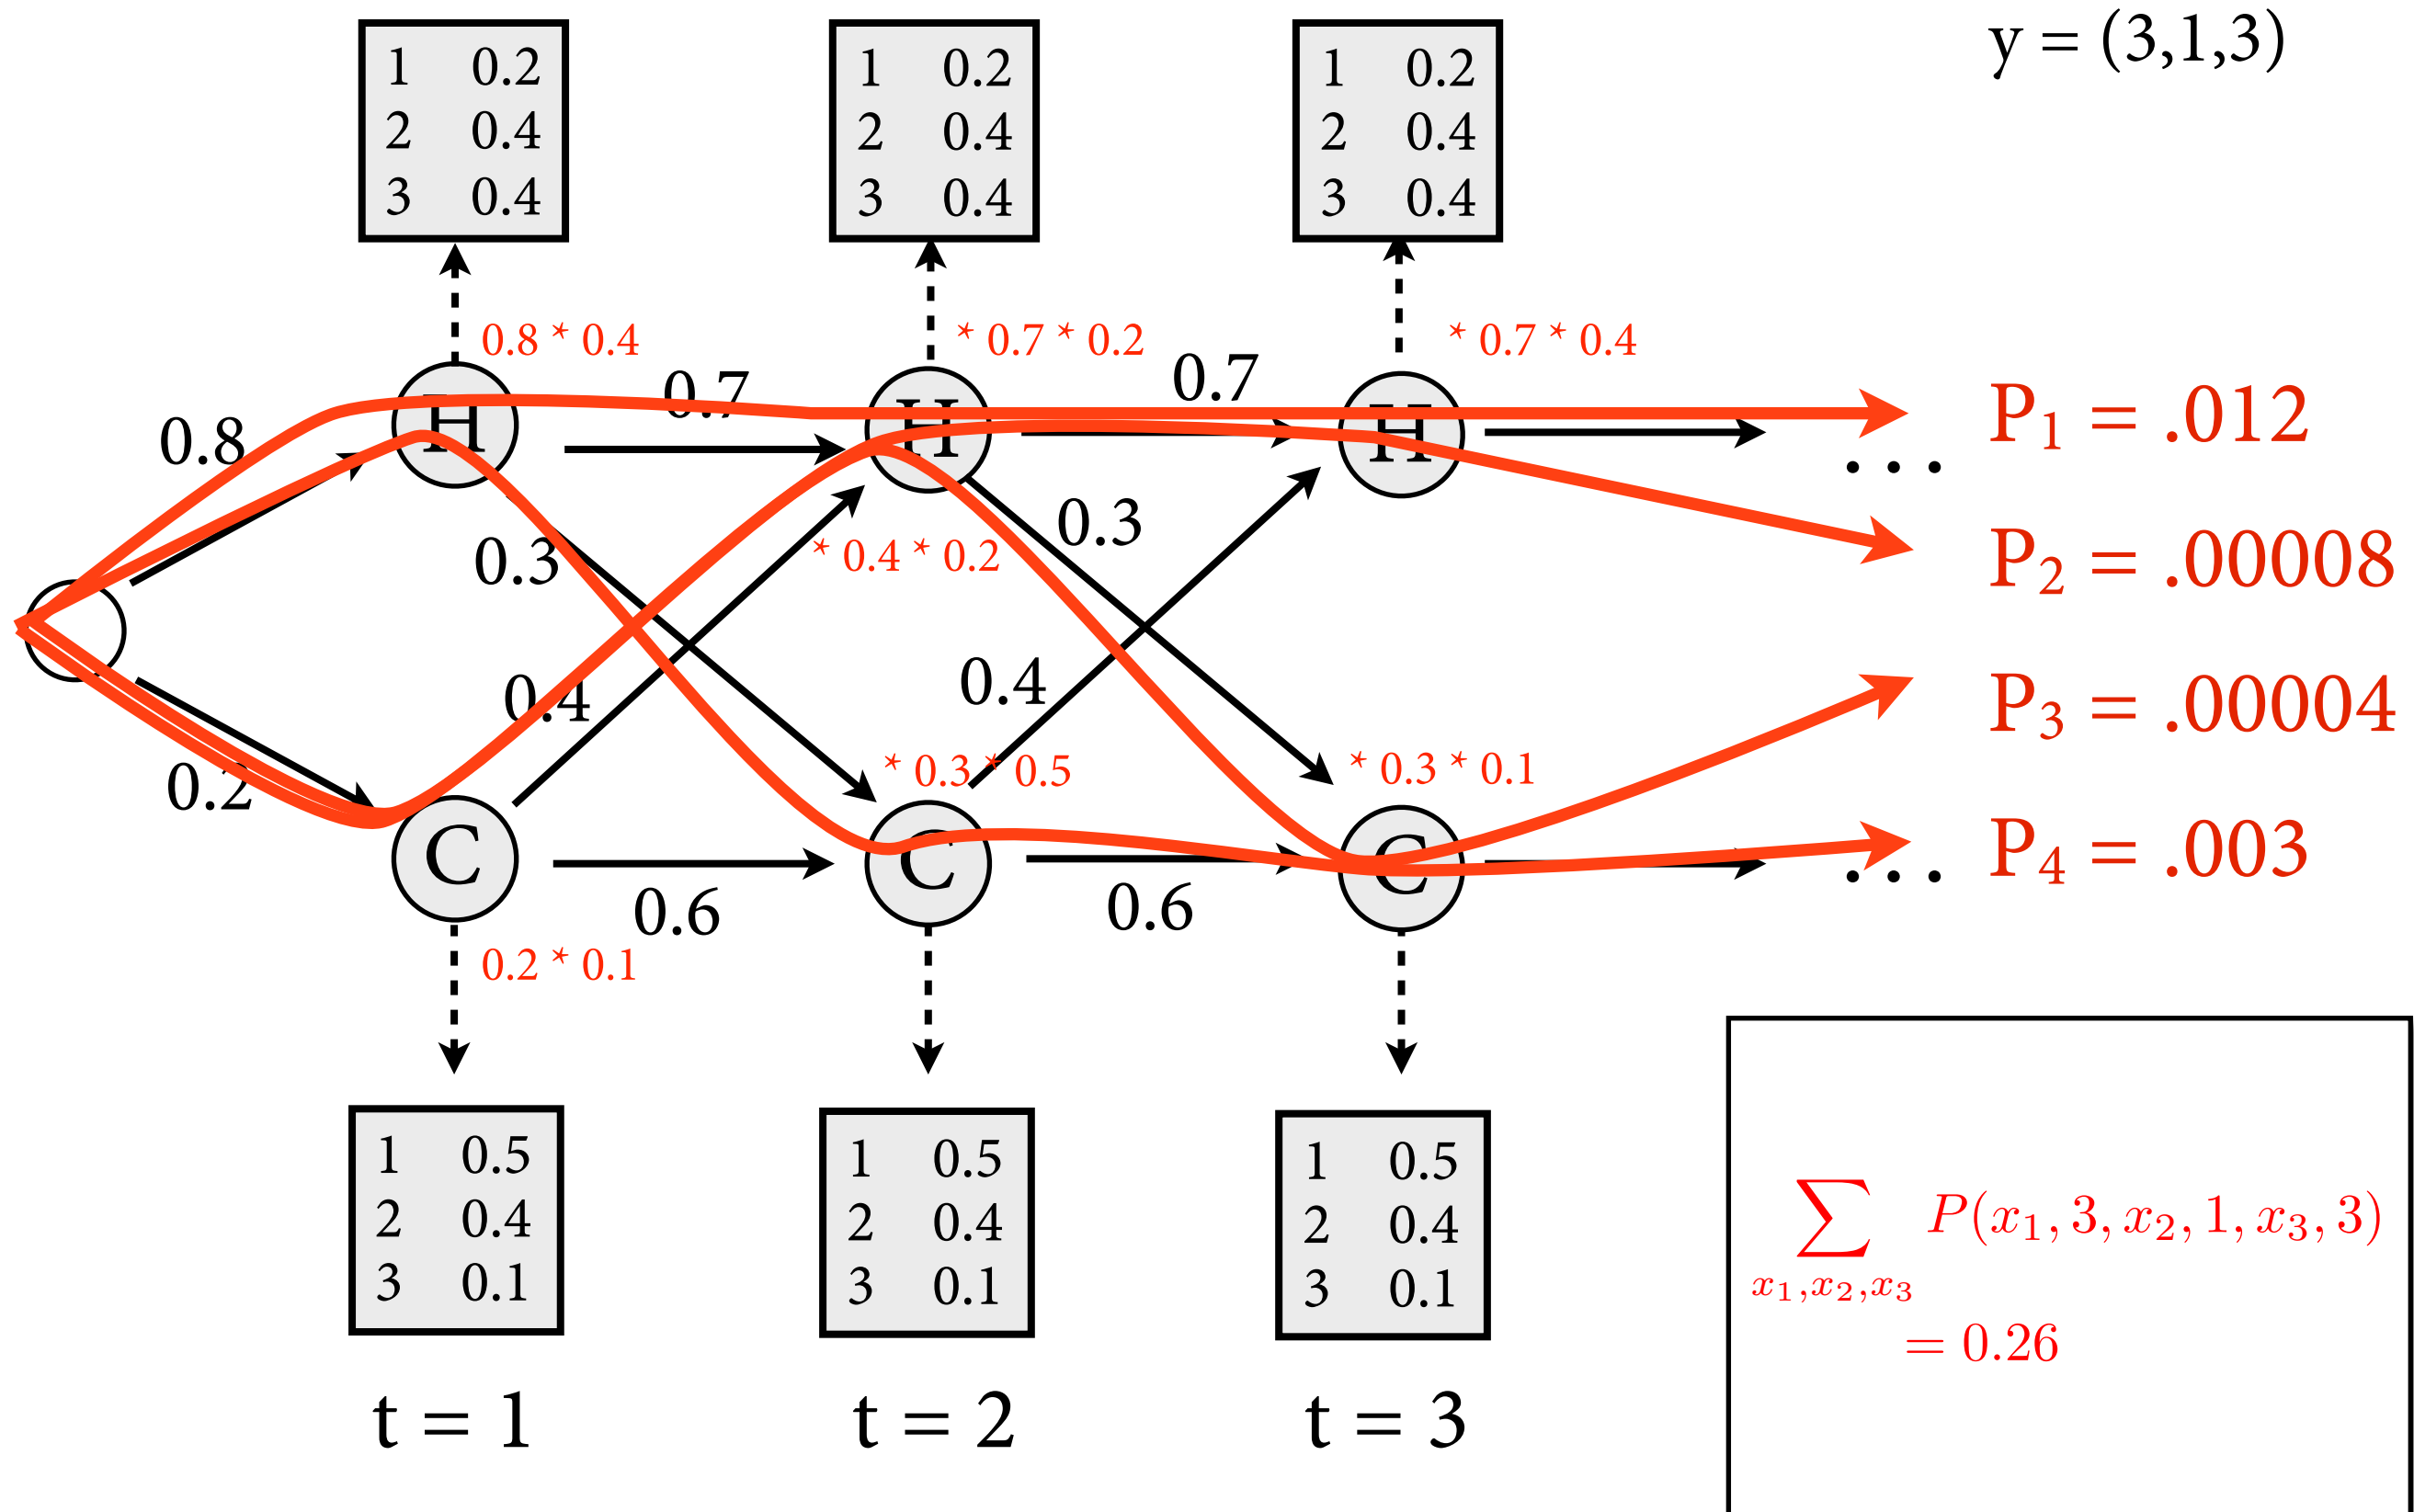 y = (3,1,3)
1 0.2
2 0.4
3 0.4
1 0.2
2 0.4
3 0.4
1 0.2
2 0.4
3 0.4
0.8 * 0.4
* 0.7 * 0.2
* 0.7 * 0.4
0.8
H
0.7
H
0.7
H
... P1 = .012
0.3
* 0.4 * 0.2
0.3
P2 = .00008
0.4
0.4
P3 = .00004
0.2
* 0.3 * 0.5
* 0.3 * 0.1
C
C
C
... P4 = .003
0.6
0.6
0.2 * 0.1
1 0.5
2 0.4
3 0.1
1 0.5
2 0.4
3 0.1
1 0.5
2 0.4
3 0.1
∑ P(x1, 3, x2, 1, x3, 3)
x1,x2,x3
= 0.26
t = 1
t = 2
t = 3